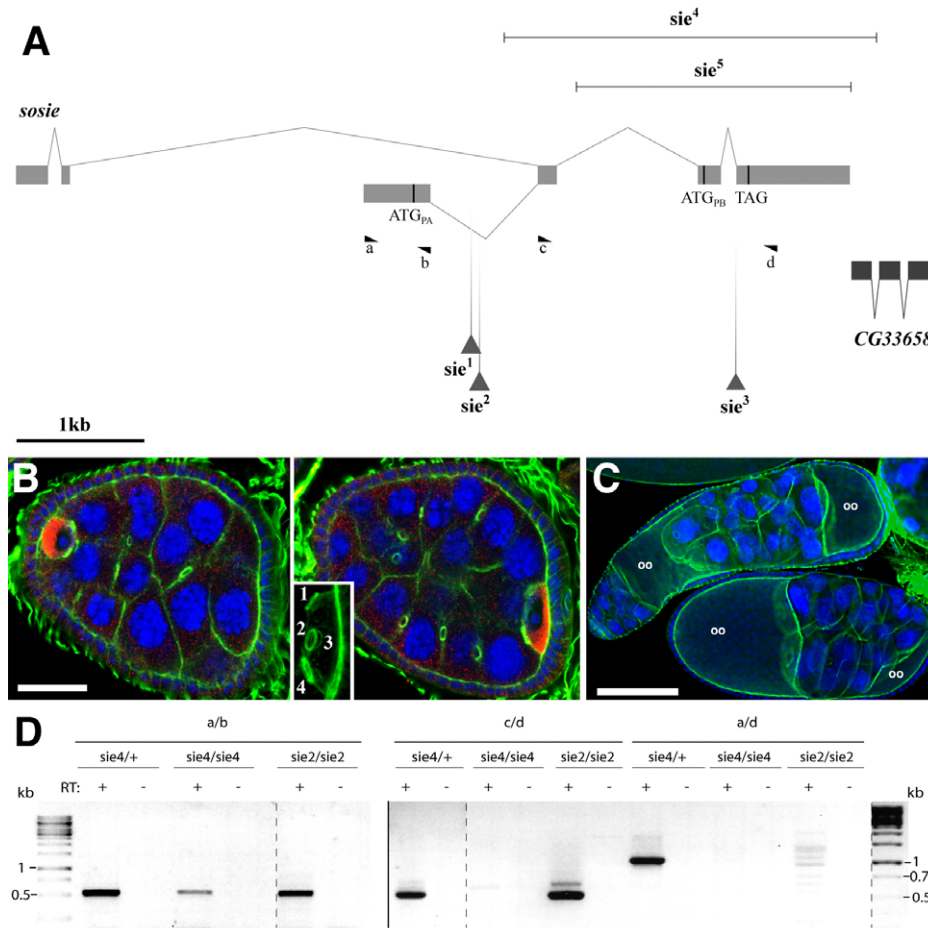 A
sie4
sie5
sosie
ATGPA
ATGPB TAG
a
b
c
d
CG33658
sie1
sie2
sie3
1kb
B
1
2
3
4
C
oo
oo
oo
oo
D
a/b c/d a/d
sie4/+ sie4/sie4 sie2/sie2 sie4/+ sie4/sie4 sie2/sie2 sie4/+ sie4/sie4 sie2/sie2
kb RT: + - + - + - + - + - + - + - + - + - kb
1 -
0.5-
-1
-0.7
-0.5